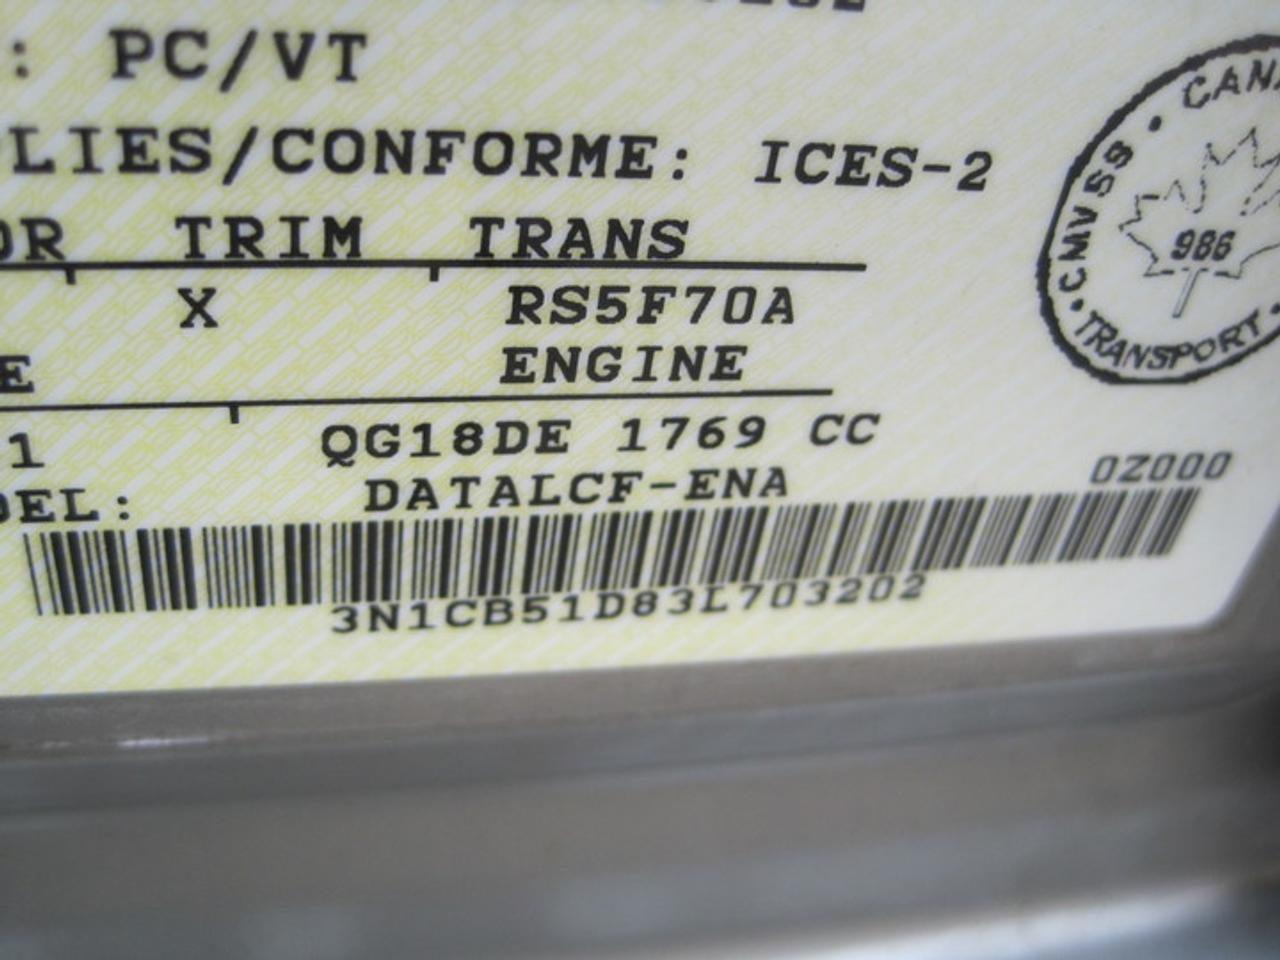 : PC/VT
LIES/CONFORME: ICES-2
OR TRIM TRANS
X RS5F70A
E ENGINE
1 QG18DE 1769 CC
DEL: DATALCF-ENA
0Z000
3N1CB51D83L703202
CANA
CMVSS
986
TRANSPORT